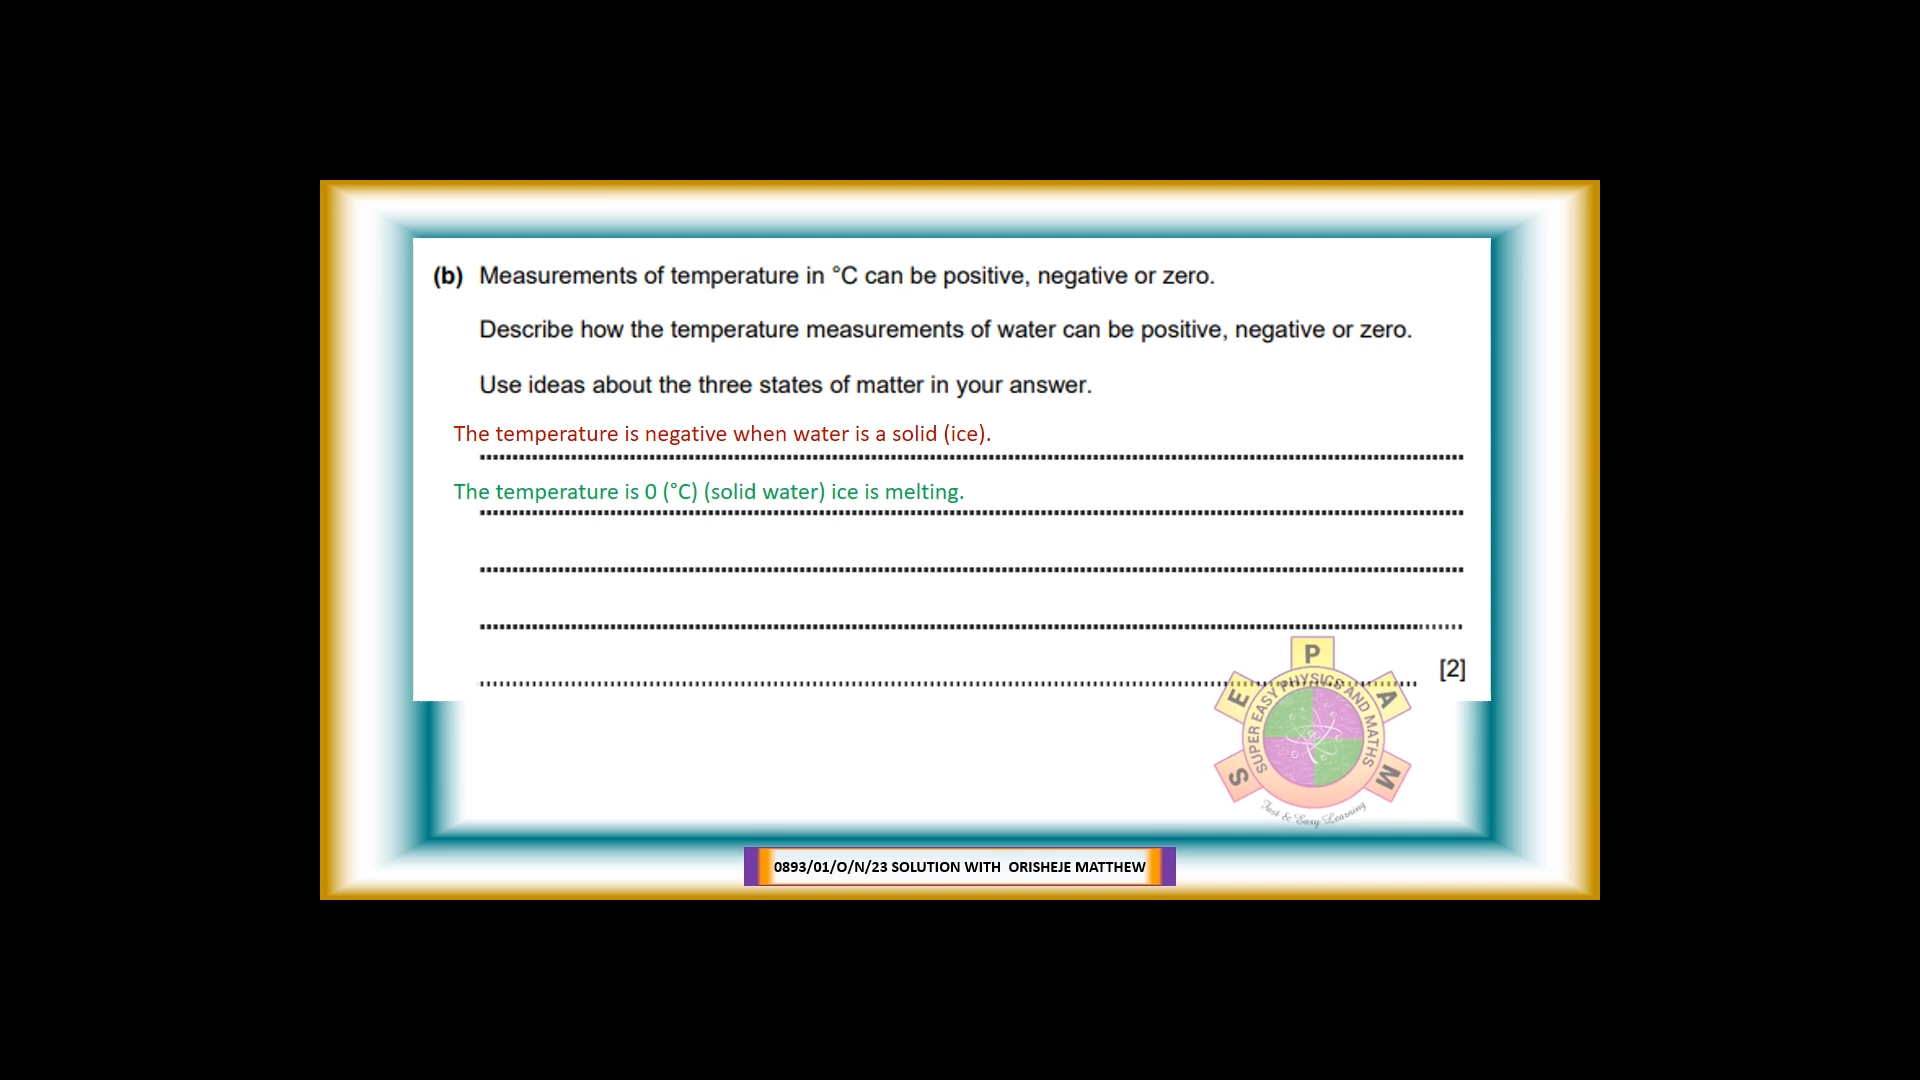 (b) Measurements of temperature in °C can be positive, negative or zero.
Describe how the temperature measurements of water can be positive, negative or zero.
Use ideas about the three states of matter in your answer.
The temperature is negative when water is a solid (ice).
The temperature is 0 (°C) (solid water) ice is melting.
[2]
S E P A M
SUPER EASY PHYSICS AND MATHS
Fast & Easy Learning
0893/01/O/N/23 SOLUTION WITH ORISHEJE MATTHEW